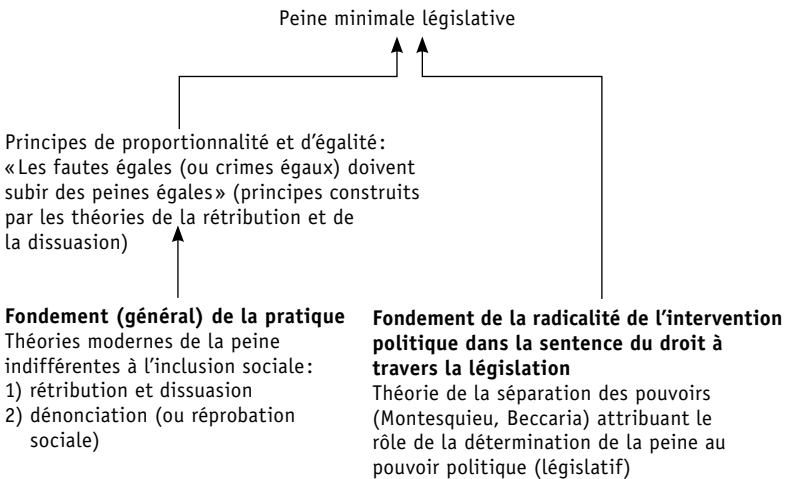 Peine minimale législative
Principes de proportionnalité et d'égalité:
«Les fautes égales (ou crimes égaux) doivent
subir des peines égales» (principes construits
par les théories de la rétribution et de
la dissuasion)
Fondement (général) de la pratique
Théories modernes de la peine
indifférentes à l'inclusion sociale:
1) rétribution et dissuasion
2) dénonciation (ou réprobation
sociale)
Fondement de la radicalité de l'intervention
politique dans la sentence du droit à
travers la législation
Théorie de la séparation des pouvoirs
(Montesquieu, Beccaria) attribuant le
rôle de la détermination de la peine au
pouvoir politique (législatif)